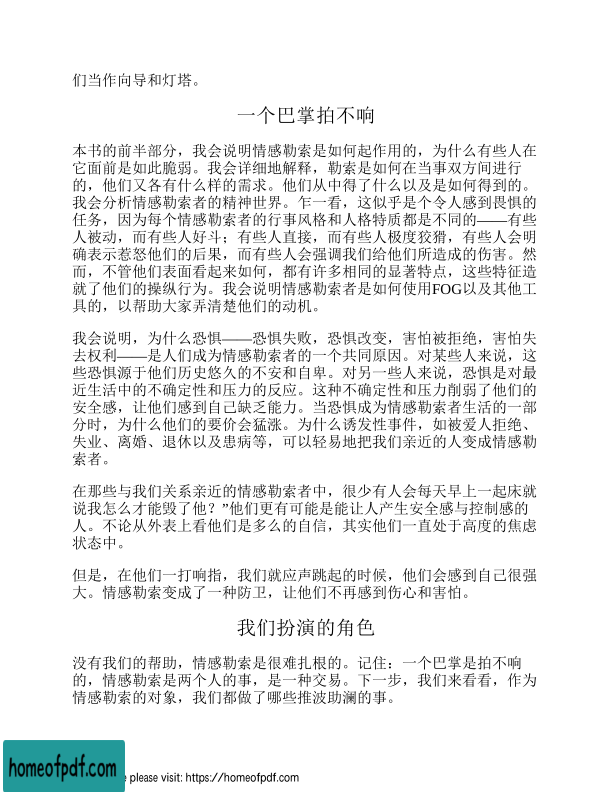 们当作向导和灯塔。
一个巴掌拍不响
本书的前半部分，我会说明情感勒索是如何起作用的，为什么有些人在
它面前是如此脆弱。我会详细地解释，勒索是如何在当事双方间进行
的，他们又各有什么样的需求。他们从中得了什么以及是如何得到的。
我会分析情感勒索者的精神世界。乍一看，这似乎是个令人感到畏惧的
任务，因为每个情感勒索者的行事风格和人格特质都是不同的——有些
人被动，而有些人好斗；有些人直接，而有些人极度狡猾，有些人会明
确表示惹怒他们的后果，而有些人会强调我们给他们所造成的伤害。然
而，不管他们表面看起来如何，都有许多相同的显著特点，这些特征造
就了他们的操纵行为。我会说明情感勒索者是如何使用FOG以及其他工
具的，以帮助大家弄清楚他们的动机。
我会说明，为什么恐惧——恐惧失败，恐惧改变，害怕被拒绝，害怕失
去权利——是人们成为情感勒索者的一个共同原因。对某些人来说，这
些恐惧源于他们历史悠久的不安和自卑。对另一些人来说，恐惧是对最
近生活中的不确定性和压力的反应。这种不确定性和压力削弱了他们的
安全感，让他们感到自己缺乏能力。当恐惧成为情感勒索者生活的一部
分时，为什么他们的要价会猛涨。为什么诱发性事件，如被爱人拒绝、
失业、离婚、退休以及患病等，可以轻易地把我们亲近的人变成情感勒
索者。
在那些与我们关系亲近的情感勒索者中，很少有人会每天早上一起床就
说我怎么才能毁了他？”他们更有可能是能让人产生安全感与控制感的
人。不论从外表上看他们是多么的自信，其实他们一直处于高度的焦虑
状态中。
但是，在他们一打响指，我们就应声跳起的时候，他们会感到自己很强
大。情感勒索变成了一种防卫，让他们不再感到伤心和害怕。
我们扮演的角色
没有我们的帮助，情感勒索是很难扎根的。记住：一个巴掌是拍不响
的，情感勒索是两个人的事，是一种交易。下一步，我们来看看，作为
情感勒索的对象，我们都做了哪些推波助澜的事。
homeofpdf.com
e please visit: https://homeofpdf.com